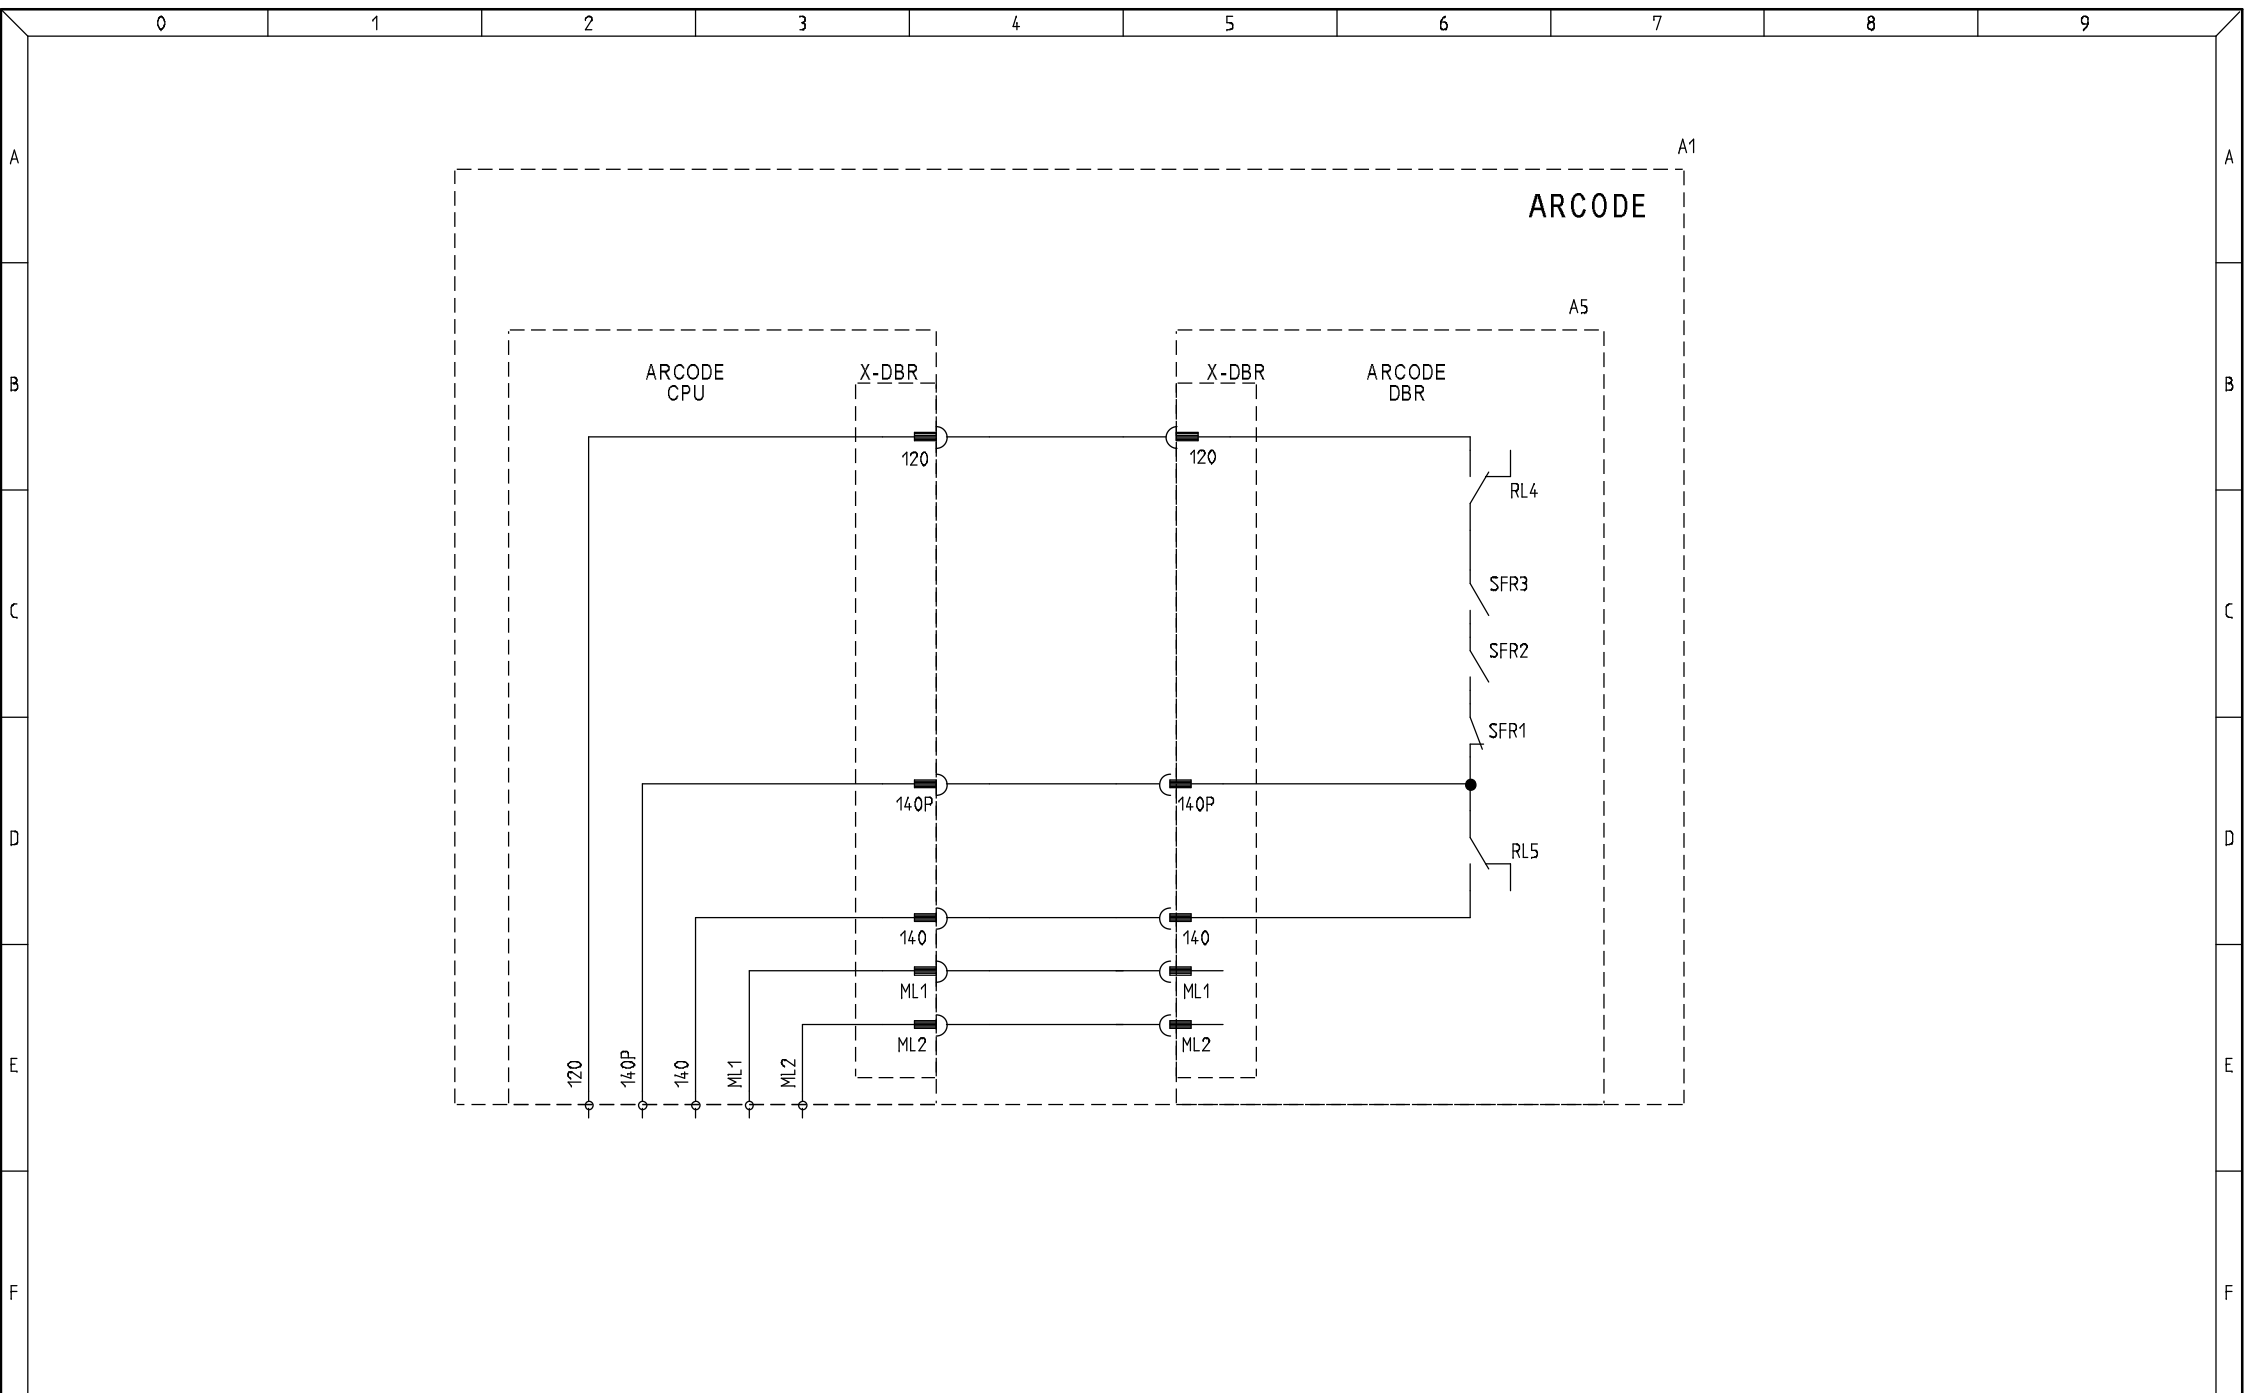 0 1 2 3 4 5 6 7 8 9
A A
A1
ARCODE
A5
B B
ARCODE
CPU
X-DBR
X-DBR
ARCODE
DBR
120
120
RL4
SFR3
C C
SFR2
SFR1
140P
140P
D D
RL5
140
140
ML1
ML1
ML2
ML2
E E
120
140P
140
ML1
ML2
F F